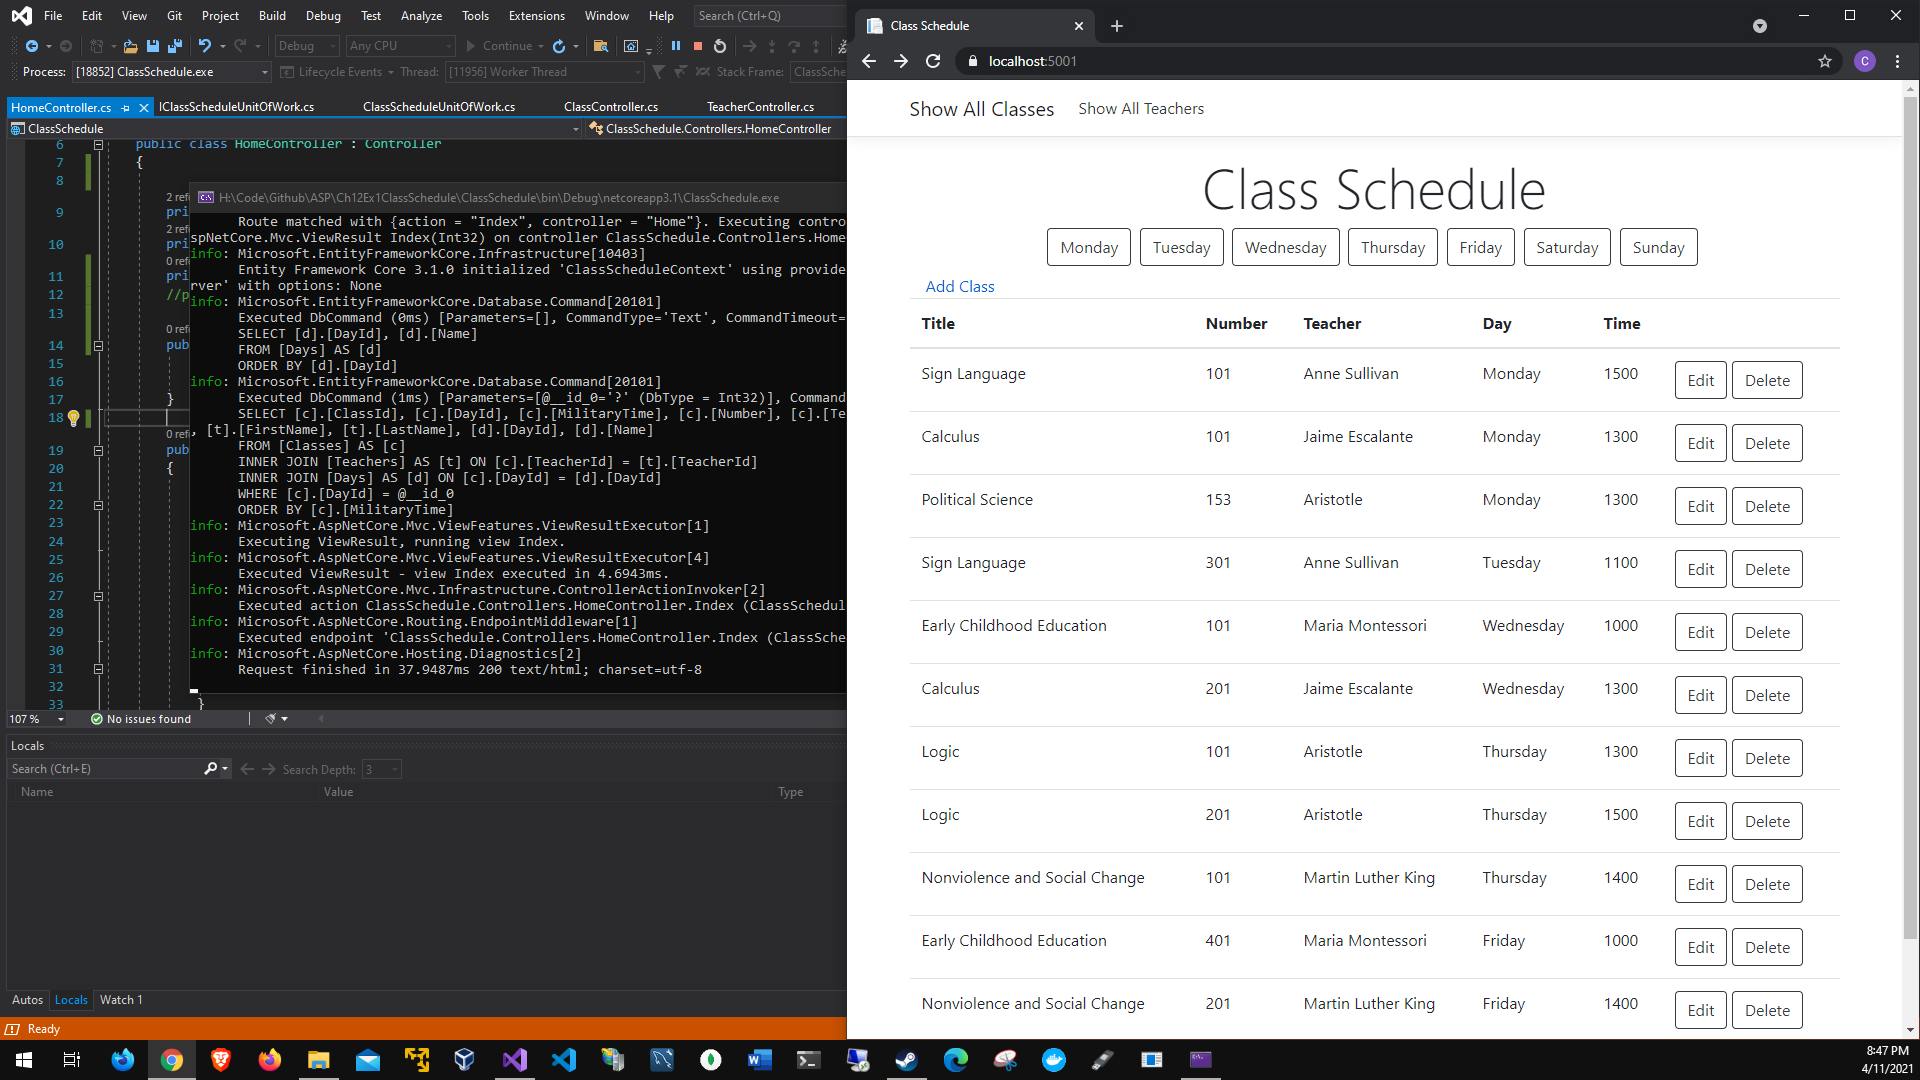 File Edit View Git Project Build Debug Test Analyze Tools Extensions Window Help Search (Ctrl+Q)
Debug Any CPU Continue
Process: [18852] ClassSchedule.exe Lifecycle Events Thread: [11956] Worker Thread Stack Frame: ClassSche
HomeController.cs IClassScheduleUnitOfWork.cs ClassScheduleUnitOfWork.cs ClassController.cs TeacherController.cs
ClassSchedule ClassSchedule.Controllers.HomeController
6 public class HomeController : Controller
7 {
8
2 refe
9 pri
2 refe
10 pri
0 refe
11 pri
12 //p
13
0 refe
14 pub
15
16
17 }
18
0 refe
19 pub
20 {
21
22
23
24
25
26
27
28
29
30
31
32
33 }
H:\Code\Github\ASP\Ch12Ex1ClassSchedule\ClassSchedule\bin\Debug\netcoreapp3.1\ClassSchedule.exe
Route matched with {action = "Index", controller = "Home"}. Executing contro
spNetCore.Mvc.ViewResult Index(Int32) on controller ClassSchedule.Controllers.Home
info: Microsoft.EntityFrameworkCore.Infrastructure[10403]
Entity Framework Core 3.1.0 initialized 'ClassScheduleContext' using provide
rver' with options: None
info: Microsoft.EntityFrameworkCore.Database.Command[20101]
Executed DbCommand (0ms) [Parameters=[], CommandType='Text', CommandTimeout=
SELECT [d].[DayId], [d].[Name]
FROM [Days] AS [d]
ORDER BY [d].[DayId]
info: Microsoft.EntityFrameworkCore.Database.Command[20101]
Executed DbCommand (1ms) [Parameters=[@__id_0='?' (DbType = Int32)], Command
SELECT [c].[ClassId], [c].[DayId], [c].[MilitaryTime], [c].[Number], [c].[Te
, [t].[FirstName], [t].[LastName], [d].[DayId], [d].[Name]
FROM [Classes] AS [c]
INNER JOIN [Teachers] AS [t] ON [c].[TeacherId] = [t].[TeacherId]
INNER JOIN [Days] AS [d] ON [c].[DayId] = [d].[DayId]
WHERE [c].[DayId] = @__id_0
ORDER BY [c].[MilitaryTime]
info: Microsoft.AspNetCore.Mvc.ViewFeatures.ViewResultExecutor[1]
Executing ViewResult, running view Index.
info: Microsoft.AspNetCore.Mvc.ViewFeatures.ViewResultExecutor[4]
Executed ViewResult - view Index executed in 4.6943ms.
info: Microsoft.AspNetCore.Mvc.Infrastructure.ControllerActionInvoker[2]
Executed action ClassSchedule.Controllers.HomeController.Index (ClassSchedul
info: Microsoft.AspNetCore.Routing.EndpointMiddleware[1]
Executed endpoint 'ClassSchedule.Controllers.HomeController.Index (ClassSche
info: Microsoft.AspNetCore.Hosting.Diagnostics[2]
Request finished in 37.9487ms 200 text/html; charset=utf-8
107 % No issues found
Locals
Search (Ctrl+E) Search Depth: 3
Name Value Type
Autos Locals Watch 1
Ready
Class Schedule
localhost:5001 C
Show All Classes Show All Teachers
Class Schedule
Monday Tuesday Wednesday Thursday Friday Saturday Sunday
Add Class
Title Number Teacher Day Time
Sign Language 101 Anne Sullivan Monday 1500 Edit Delete
Calculus 101 Jaime Escalante Monday 1300 Edit Delete
Political Science 153 Aristotle Monday 1300 Edit Delete
Sign Language 301 Anne Sullivan Tuesday 1100 Edit Delete
Early Childhood Education 101 Maria Montessori Wednesday 1000 Edit Delete
Calculus 201 Jaime Escalante Wednesday 1300 Edit Delete
Logic 101 Aristotle Thursday 1300 Edit Delete
Logic 201 Aristotle Thursday 1500 Edit Delete
Nonviolence and Social Change 101 Martin Luther King Thursday 1400 Edit Delete
Early Childhood Education 401 Maria Montessori Friday 1000 Edit Delete
Nonviolence and Social Change 201 Martin Luther King Friday 1400 Edit Delete
8:47 PM
4/11/2021